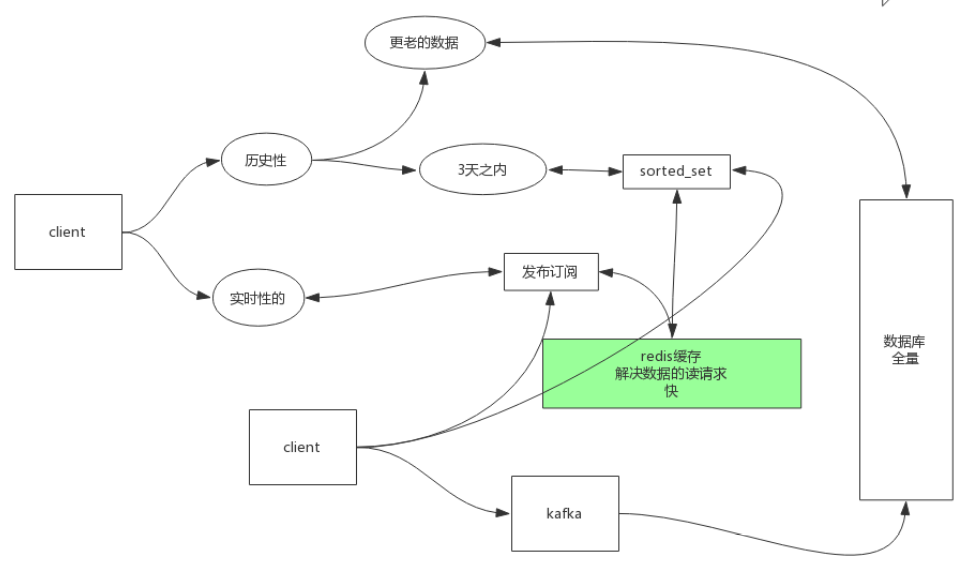 更老的数据
历史性
3天之内
sorted_set
client
实时性的
发布订阅
redis缓存
解决数据的读请求
快
数据库
全量
client
kafka